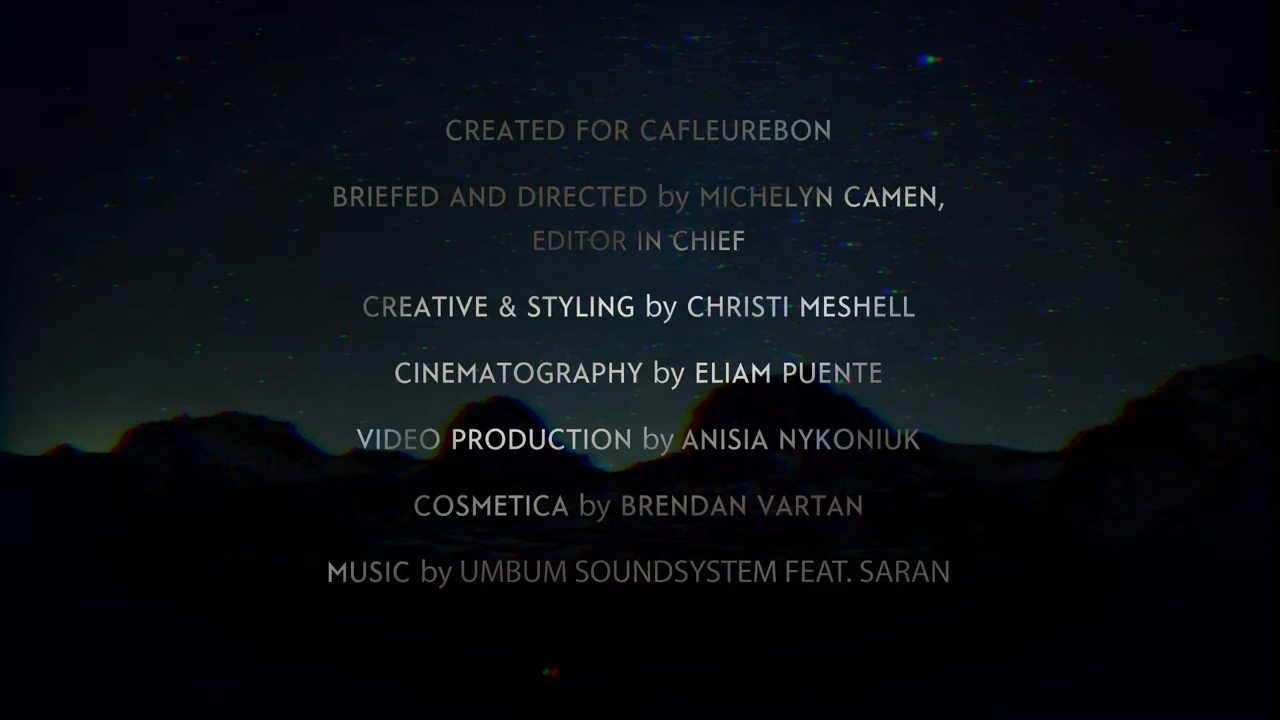 CREATED FOR CAFLEUREBON
BRIEFED AND DIRECTED by MICHELYN CAMEN,
EDITOR IN CHIEF
CREATIVE & STYLING by CHRISTI MESHELL
CINEMATOGRAPHY by ELIAM PUENTE
VIDEO PRODUCTION by ANISIA NYKONIUK
COSMETICA by BRENDAN VARTAN
MUSIC by UMBUM SOUNDSYSTEM FEAT. SARAN